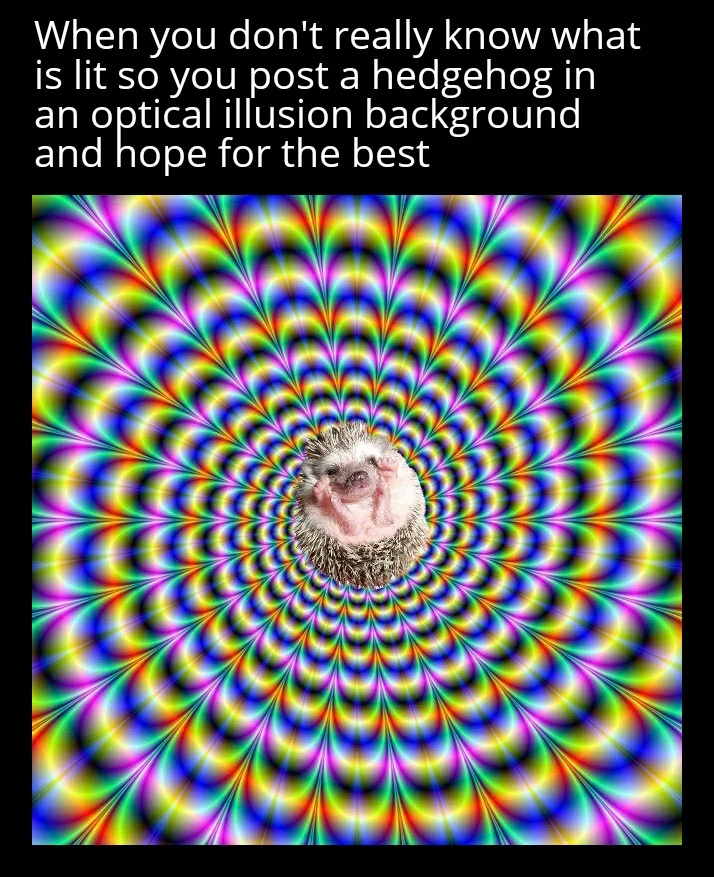 When you don't really know what
is lit so you post a hedgehog in
an optical illusion background
and hope for the best